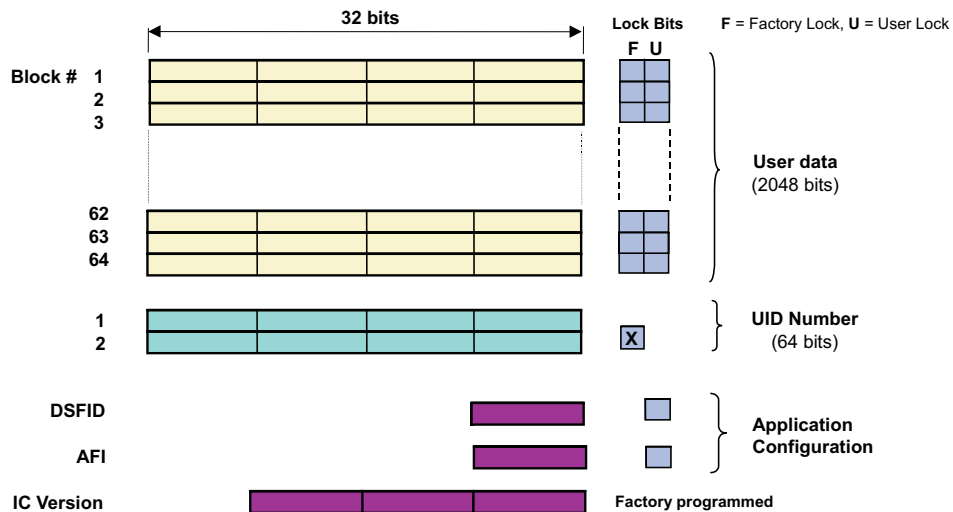 32 bits
Lock Bits
F = Factory Lock, U = User Lock
F U
Block # 1
2
3
User data
(2048 bits)
62
63
64
1
2
X
UID Number
(64 bits)
DSFID
AFI
Application
Configuration
IC Version
Factory programmed